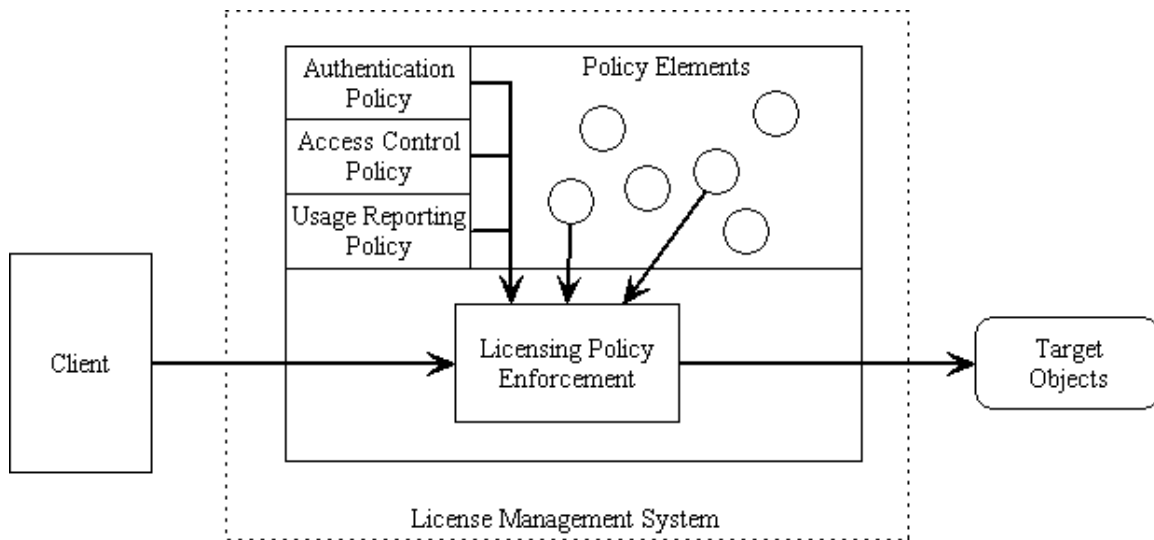 Authentication
Policy
Policy Elements
Access Control
Policy
Usage Reporting
Policy
Client
Licensing Policy
Enforcement
Target
Objects
License Management System